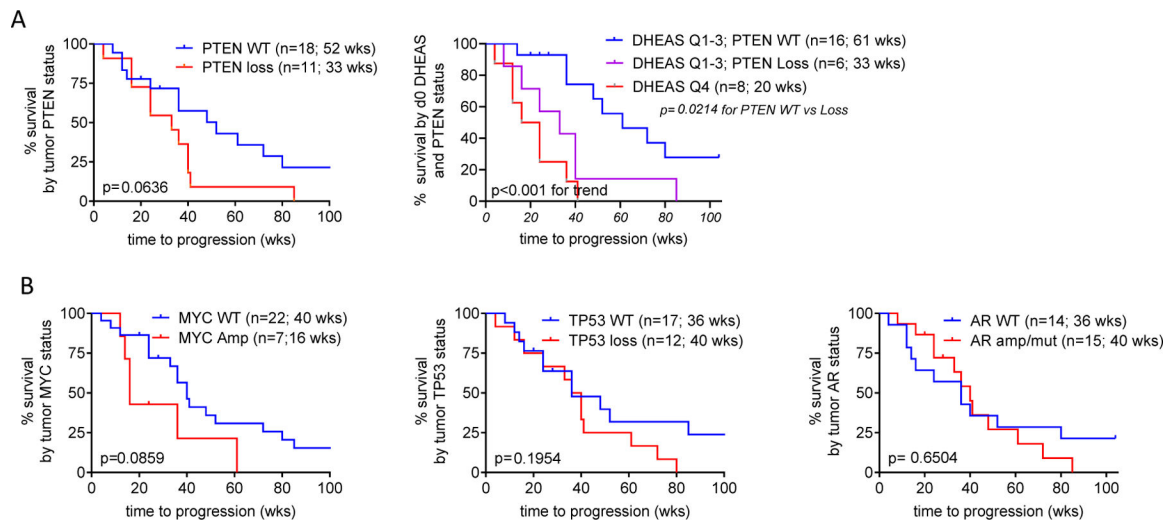 A
% survival
by tumor PTEN status
100
75
50
25
0
PTEN WT (n=18; 52 wks)
PTEN loss (n=11; 33 wks)
p=0.0636
0 20 40 60 80 100
time to progression (wks)
% survival by d0 DHEAS
and PTEN status
100
80
60
40
20
0
DHEAS Q1-3; PTEN WT (n=16; 61 wks)
DHEAS Q1-3; PTEN Loss (n=6; 33 wks)
DHEAS Q4 (n=8; 20 wks)
p=0.0214 for PTEN WT vs Loss
p<0.001 for trend
0 20 40 60 80 100
time to progression (wks)
B
% survival
by tumor MYC status
100
75
50
25
0
MYC WT (n=22; 40 wks)
MYC Amp (n=7;16 wks)
p=0.0859
0 20 40 60 80 100
time to progression (wks)
% survival
by tumor TP53 status
100
75
50
25
0
TP53 WT (n=17; 36 wks)
TP53 loss (n=12; 40 wks)
p=0.1954
0 20 40 60 80 100
time to progression (wks)
% survival
by tumor AR status
100
75
50
25
0
AR WT (n=14; 36 wks)
AR amp/mut (n=15; 40 wks)
p= 0.6504
0 20 40 60 80 100
time to progression (wks)